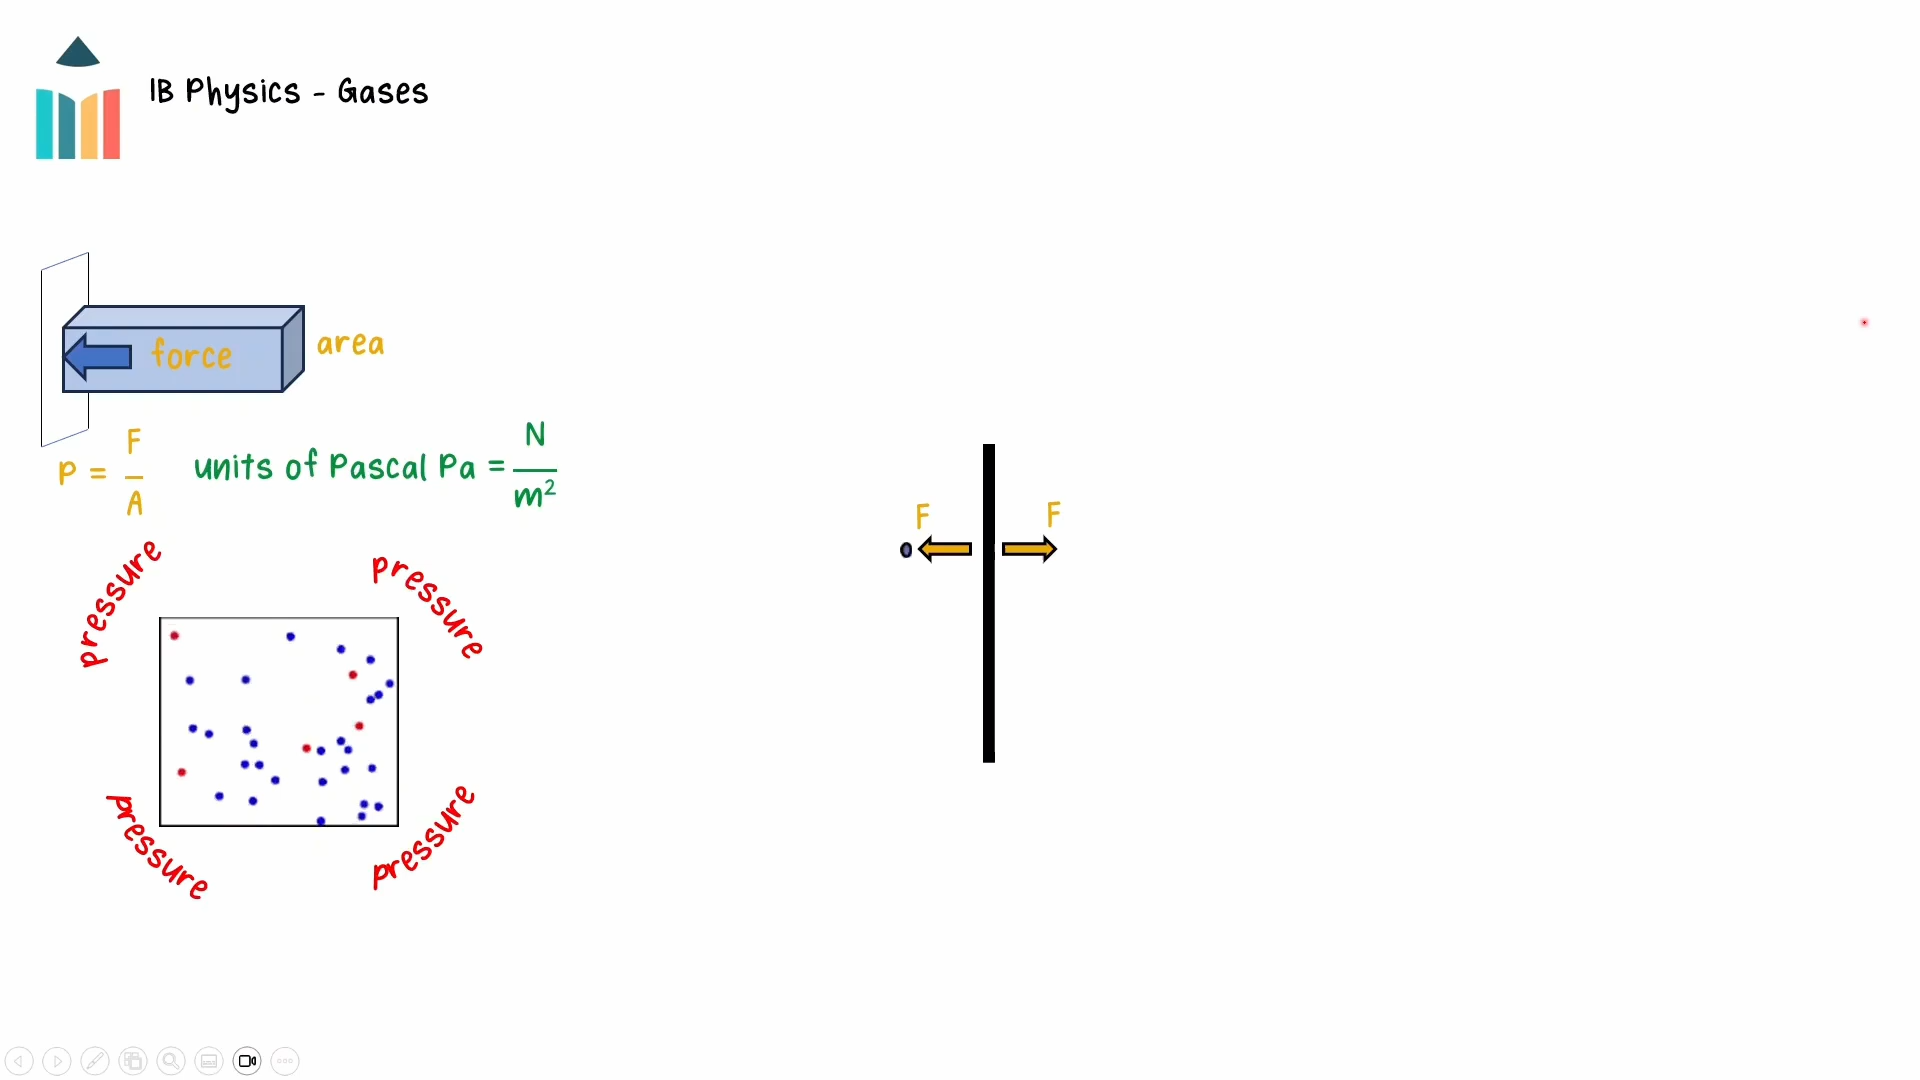 IB Physics - Gases
force
area
P = F/A
units of Pascal Pa = N/m²
pressure
pressure
F
F
pressure
pressure